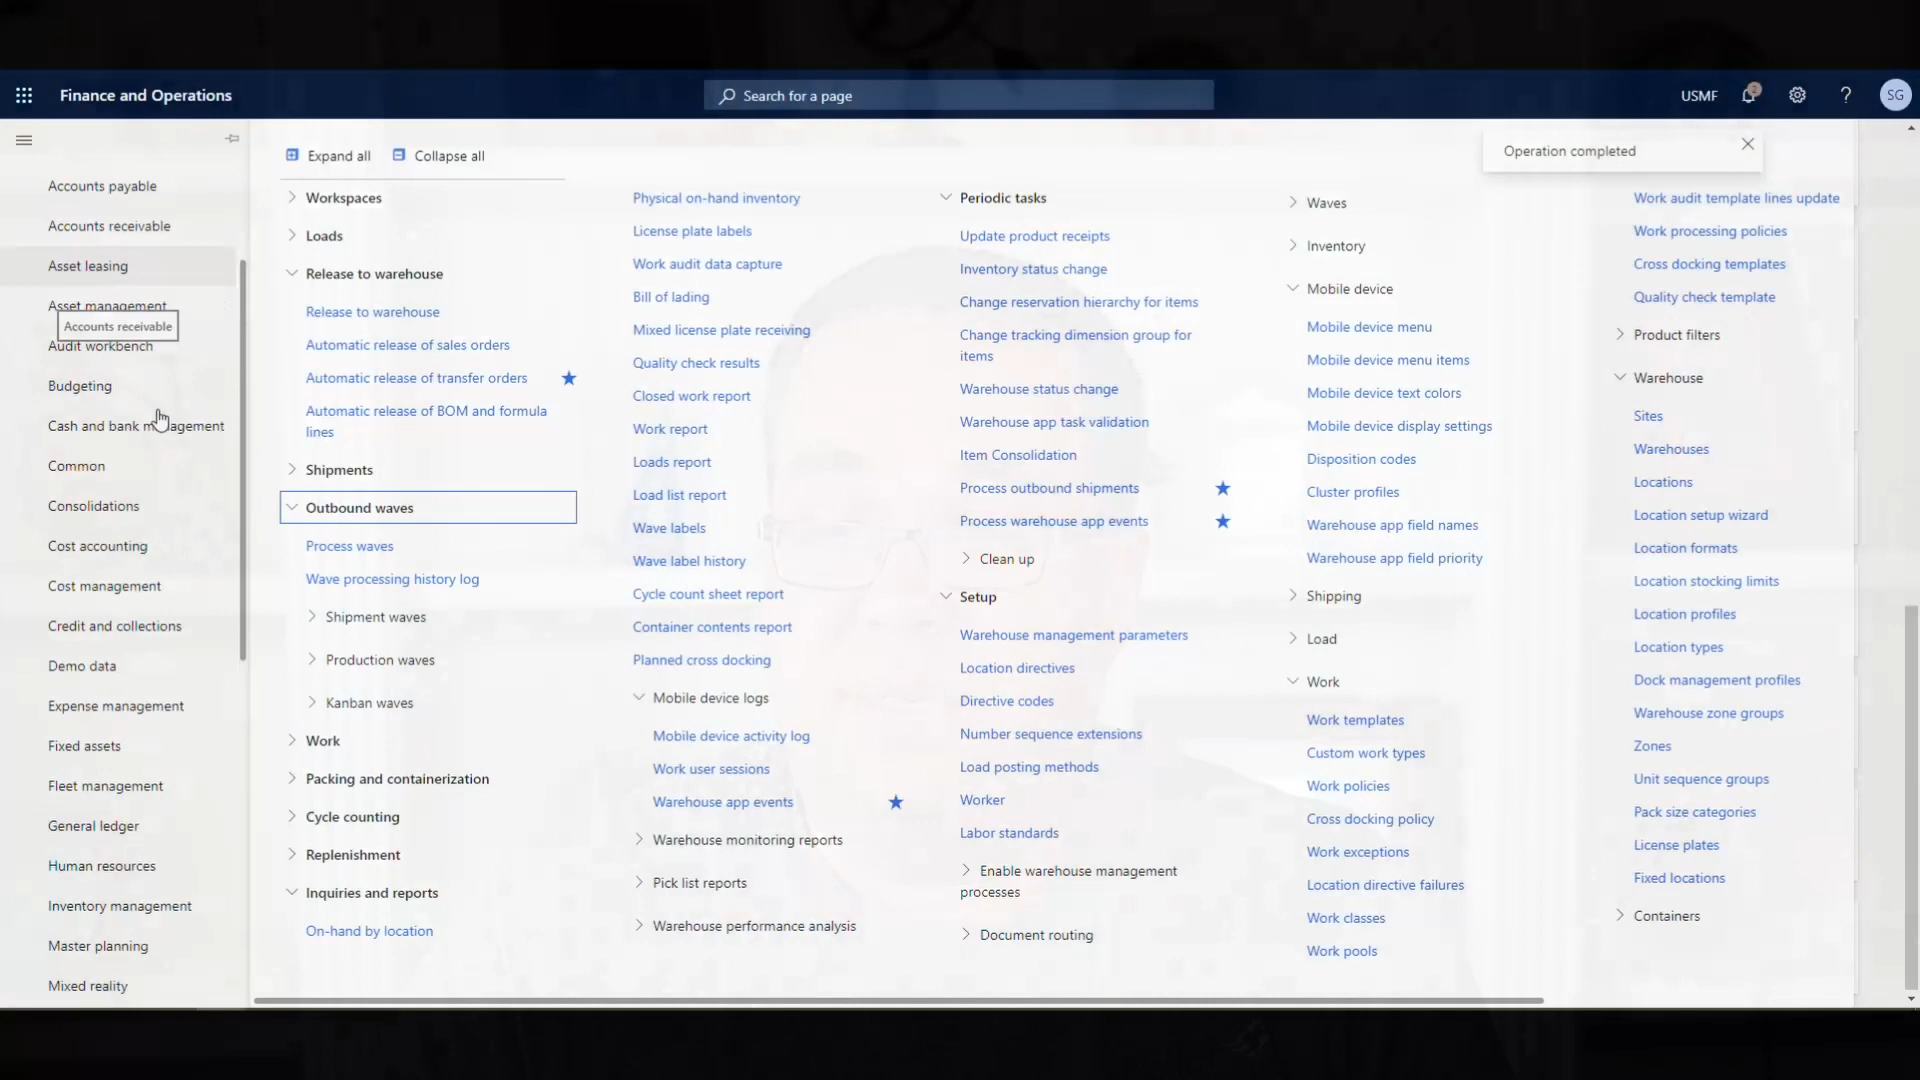 Finance and Operations
Search for a page
USMF
2
?
SG
Accounts payable
Accounts receivable
Asset leasing
Asset management
Accounts receivable
Audit workbench
Budgeting
Cash and bank management
Common
Consolidations
Cost accounting
Cost management
Credit and collections
Demo data
Expense management
Fixed assets
Fleet management
General ledger
Human resources
Inventory management
Master planning
Mixed reality
Expand all
Collapse all
Workspaces
Loads
Release to warehouse
Release to warehouse
Automatic release of sales orders
Automatic release of transfer orders
Automatic release of BOM and formula
lines
Shipments
Outbound waves
Process waves
Wave processing history log
Shipment waves
Production waves
Kanban waves
Work
Packing and containerization
Cycle counting
Replenishment
Inquiries and reports
On-hand by location
Physical on-hand inventory
License plate labels
Work audit data capture
Bill of lading
Mixed license plate receiving
Quality check results
Closed work report
Work report
Loads report
Load list report
Wave labels
Wave label history
Cycle count sheet report
Container contents report
Planned cross docking
Mobile device logs
Mobile device activity log
Work user sessions
Warehouse app events
Warehouse monitoring reports
Pick list reports
Warehouse performance analysis
Periodic tasks
Update product receipts
Inventory status change
Change reservation hierarchy for items
Change tracking dimension group for
items
Warehouse status change
Warehouse app task validation
Item Consolidation
Process outbound shipments
Process warehouse app events
Clean up
Setup
Warehouse management parameters
Location directives
Directive codes
Number sequence extensions
Load posting methods
Worker
Labor standards
Enable warehouse management
processes
Document routing
Waves
Inventory
Mobile device
Mobile device menu
Mobile device menu items
Mobile device text colors
Mobile device display settings
Disposition codes
Cluster profiles
Warehouse app field names
Warehouse app field priority
Shipping
Load
Work
Work templates
Custom work types
Work policies
Cross docking policy
Work exceptions
Location directive failures
Work classes
Work pools
Operation completed
Work audit template lines update
Work processing policies
Cross docking templates
Quality check template
Product filters
Warehouse
Sites
Warehouses
Locations
Location setup wizard
Location formats
Location stocking limits
Location profiles
Location types
Dock management profiles
Warehouse zone groups
Zones
Unit sequence groups
Pack size categories
License plates
Fixed locations
Containers